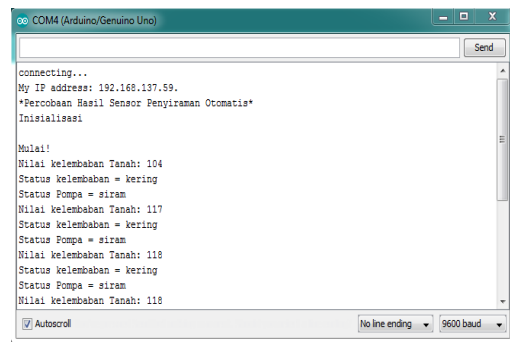 COM4 (Arduino/Genuino Uno)
Send
connecting...
My IP address: 192.168.137.59.
*Percobaan Hasil Sensor Penyiraman Otomatis*
Inisialisasi
Mulai!
Nilai kelembaban Tanah: 104
Status kelembaban = kering
Status Pompa = siram
Nilai kelembaban Tanah: 117
Status kelembaban = kering
Status Pompa = siram
Nilai kelembaban Tanah: 118
Status kelembaban = kering
Status Pompa = siram
Nilai kelembaban Tanah: 118
Autoscroll
No line ending
9600 baud